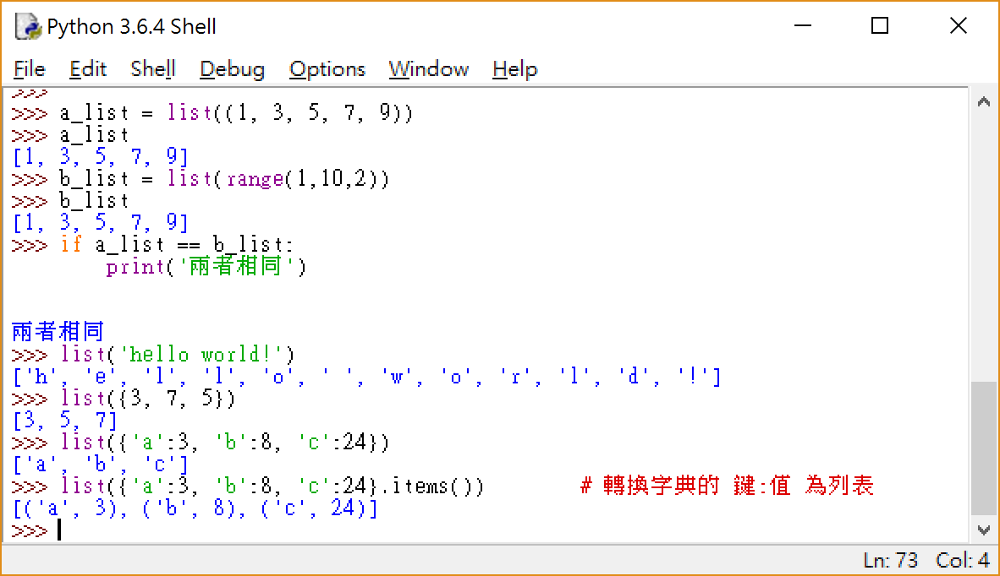 Python 3.6.4 Shell
File Edit Shell Debug Options Window Help
>>>
>>> a_list = list((1, 3, 5, 7, 9))
>>> a_list
[1, 3, 5, 7, 9]
>>> b_list = list(range(1,10,2))
>>> b_list
[1, 3, 5, 7, 9]
>>> if a_list == b_list:
        print('兩者相同')
兩者相同
>>> list('hello world!')
['h', 'e', 'l', 'l', 'o', ' ', 'w', 'o', 'r', 'l', 'd', '!']
>>> list({3, 7, 5})
[3, 5, 7]
>>> list({'a':3, 'b':8, 'c':24})
['a', 'b', 'c']
>>> list({'a':3, 'b':8, 'c':24}.items())        # 轉換字典的 鍵:值 為列表
[('a', 3), ('b', 8), ('c', 24)]
>>>
Ln: 73 Col: 4